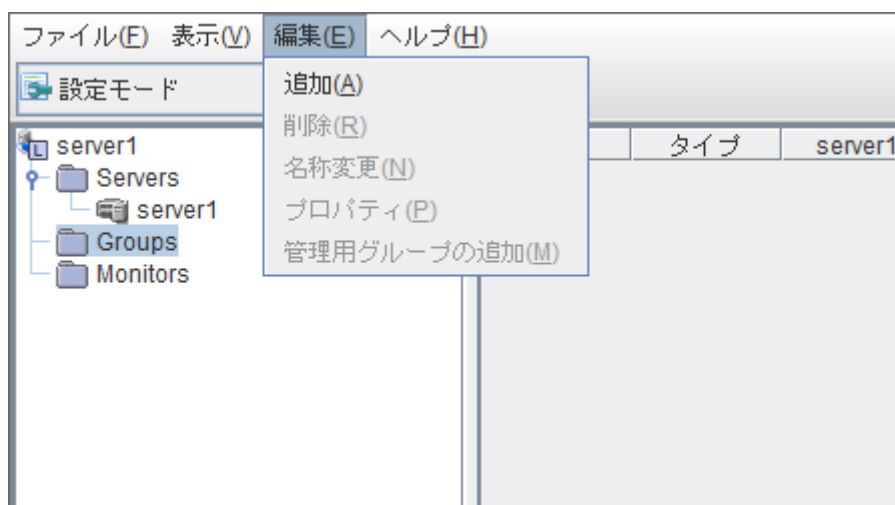 ファイル(F) 表示(V) 編集(E) ヘルプ(H)
設定モード
追加(A)
削除(R)
名称変更(N)
プロパティ(P)
管理用グループの追加(M)
タイプ server1
server1
Servers
server1
Groups
Monitors